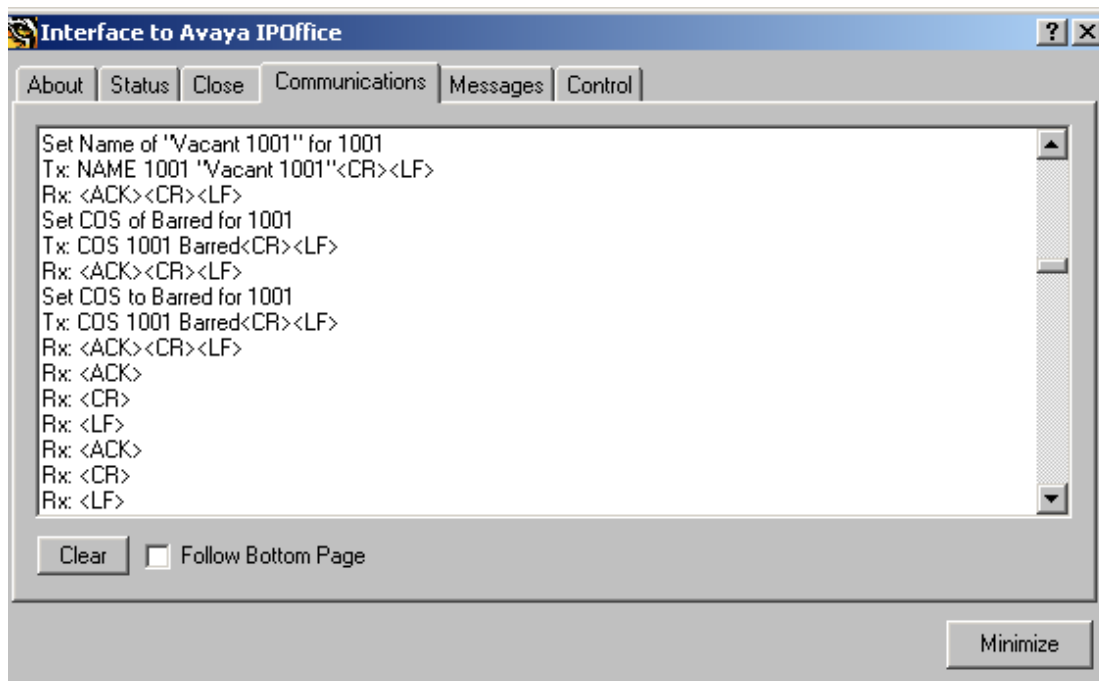 Interface to Avaya IPOffice
About Status Close Communications Messages Control
Set Name of "Vacant 1001" for 1001
Tx: NAME 1001 "Vacant 1001"<CR><LF>
Rx: <ACK><CR><LF>
Set COS of Barred for 1001
Tx: COS 1001 Barred<CR><LF>
Rx: <ACK><CR><LF>
Set COS to Barred for 1001
Tx: COS 1001 Barred<CR><LF>
Rx: <ACK><CR><LF>
Rx: <ACK>
Rx: <CR>
Rx: <LF>
Rx: <ACK>
Rx: <CR>
Rx: <LF>
Clear Follow Bottom Page
Minimize